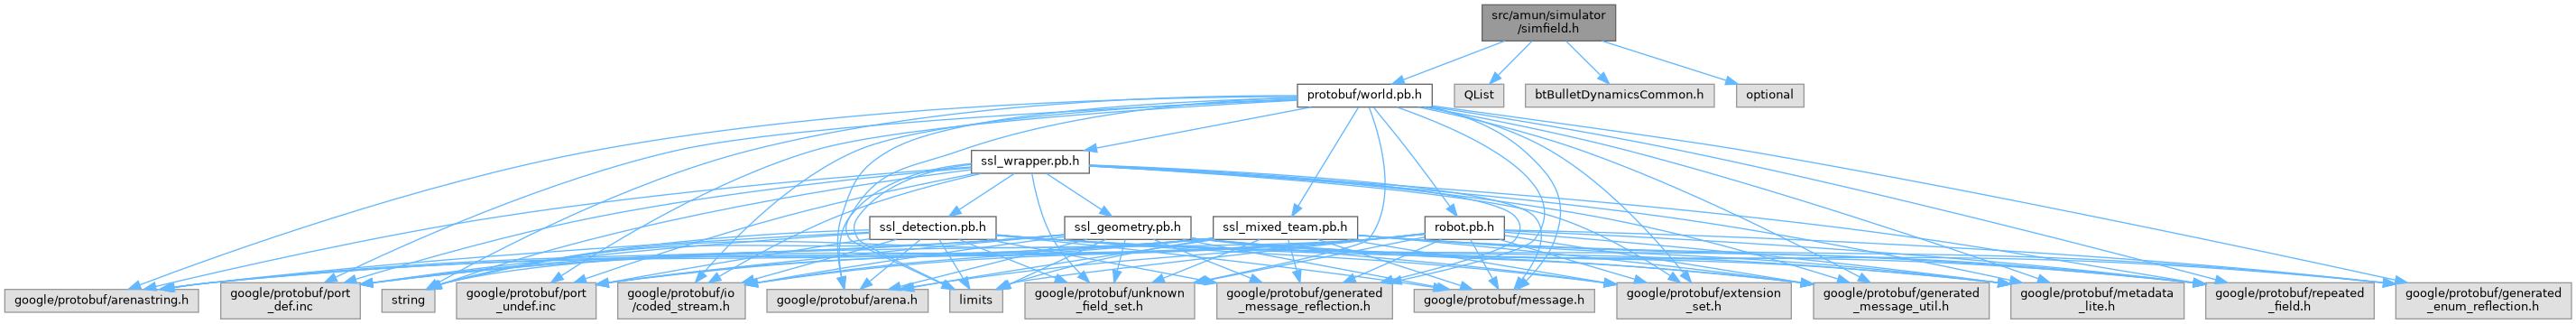 src/amun/simulator
/simfield.h
protobuf/world.pb.h
QList
btBulletDynamicsCommon.h
optional
ssl_wrapper.pb.h
ssl_detection.pb.h
ssl_geometry.pb.h
ssl_mixed_team.pb.h
robot.pb.h
google/protobuf/arenastring.h
google/protobuf/port
_def.inc
string
google/protobuf/port
_undef.inc
google/protobuf/io
/coded_stream.h
google/protobuf/arena.h
limits
google/protobuf/unknown
_field_set.h
google/protobuf/generated
_message_reflection.h
google/protobuf/message.h
google/protobuf/extension
_set.h
google/protobuf/generated
_message_util.h
google/protobuf/metadata
_lite.h
google/protobuf/repeated
_field.h
google/protobuf/generated
_enum_reflection.h